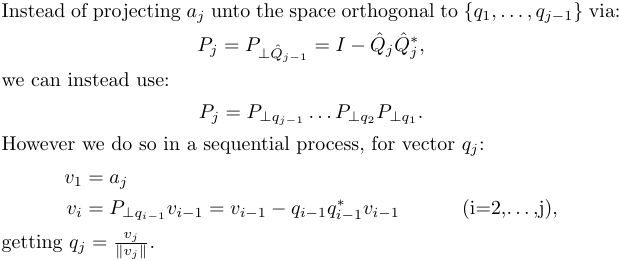 Instead of projecting $a_j$ unto the space orthogonal to $\{q_1, \ldots, q_{j-1}\}$ via:
$P_j = P_{\perp \hat{Q}_{j-1}} = I - \hat{Q}_j \hat{Q}_j^*,$
we can instead use:
$P_j = P_{\perp q_{j-1}} \ldots P_{\perp q_2} P_{\perp q_1}.$
However we do so in a sequential process, for vector $q_j$:
$v_1 = a_j$
$v_i = P_{\perp q_{i-1}} v_{i-1} = v_{i-1} - q_{i-1} q_{i-1}^* v_{i-1}$ (i=2,…,j),
getting $q_j = \frac{v_j}{\|v_j\|}$.